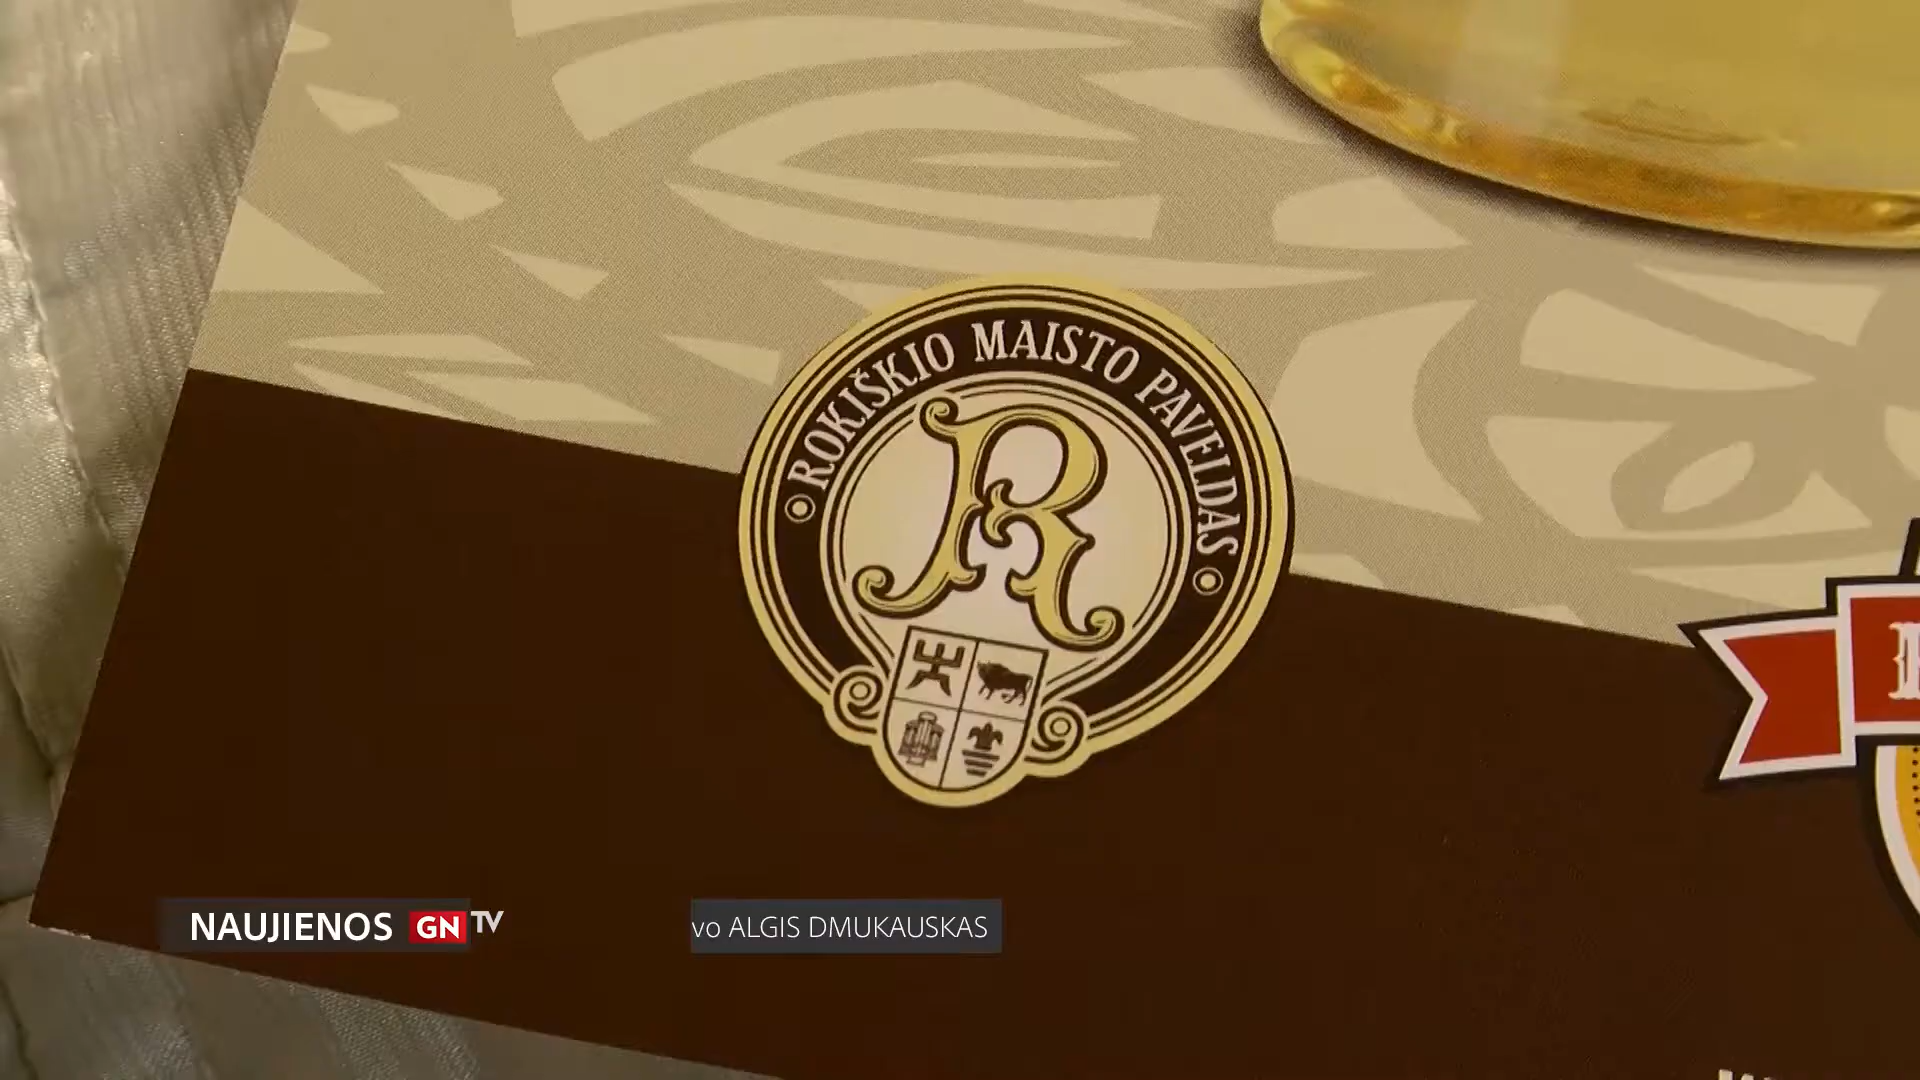 ROKIŠKIO MAISTO PAVELDAS
R
NAUJIENOS GN TV
vo ALGIS DMUKAUSKAS